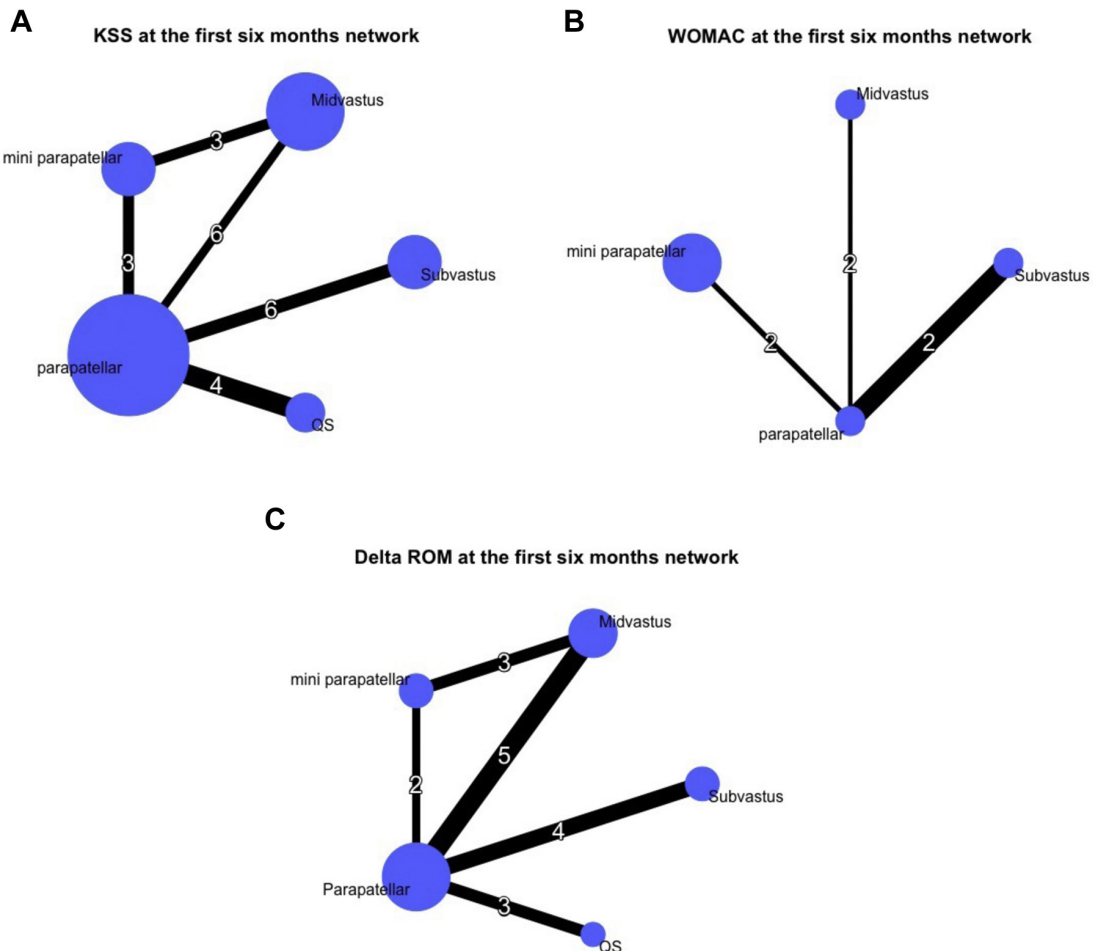 A
KSS at the first six months network
Midvastus
3
mini parapatellar
6
3
Subvastus
6
parapatellar
4
QS
B
WOMAC at the first six months network
Midvastus
mini parapatellar
2
Subvastus
2
2
parapatellar
C
Delta ROM at the first six months network
Midvastus
3
mini parapatellar
5
2
Subvastus
4
Parapatellar
3
QS